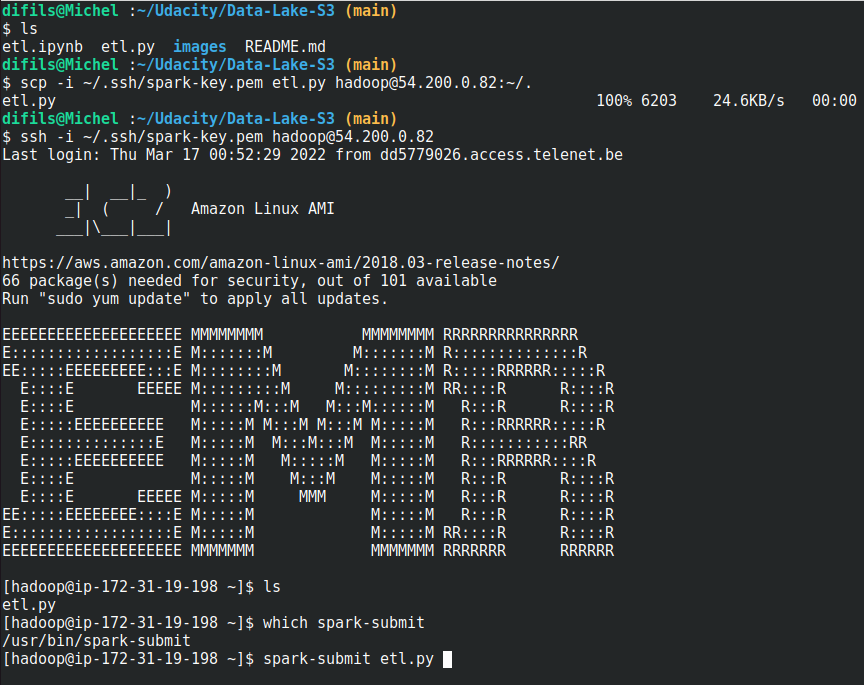 difils@Michel :~/Udacity/Data-Lake-S3 (main)
$ ls
etl.ipynb  etl.py  images  README.md
difils@Michel :~/Udacity/Data-Lake-S3 (main)
$ scp -i ~/.ssh/spark-key.pem etl.py hadoop@54.200.0.82:~/.
etl.py                                                            100% 6203    24.6KB/s   00:00
difils@Michel :~/Udacity/Data-Lake-S3 (main)
$ ssh -i ~/.ssh/spark-key.pem hadoop@54.200.0.82
Last login: Thu Mar 17 00:52:29 2022 from dd5779026.access.telenet.be

       __|  __|_  )
       _|  (     /   Amazon Linux AMI
      ___|\___|___|

https://aws.amazon.com/amazon-linux-ami/2018.03-release-notes/
66 package(s) needed for security, out of 101 available
Run "sudo yum update" to apply all updates.

EEEEEEEEEEEEEEEEEEEE MMMMMMMM           MMMMMMMM RRRRRRRRRRRRRRR
E::::::::::::::::::E M:::::::M         M:::::::M R::::::::::::::R
EE:::::EEEEEEEEE:::E M::::::::M       M::::::::M R:::::RRRRRR:::::R
  E::::E       EEEEE M:::::::::M     M:::::::::M RR::::R      R::::R
  E::::E             M::::::M:::M   M:::M::::::M   R:::R      R::::R
  E:::::EEEEEEEEEE   M:::::M M:::M M:::M M:::::M   R:::RRRRRR:::::R
  E::::::::::::::E   M:::::M  M:::M:::M  M:::::M   R:::::::::::RR
  E:::::EEEEEEEEEE   M:::::M   M:::::M   M:::::M   R:::RRRRRR::::R
  E::::E             M:::::M    M:::M    M:::::M   R:::R      R::::R
  E::::E       EEEEE M:::::M     MMM     M:::::M   R:::R      R::::R
EE:::::EEEEEEEE::::E M:::::M             M:::::M   R:::R      R::::R
E::::::::::::::::::E M:::::M             M:::::M RR::::R      R::::R
EEEEEEEEEEEEEEEEEEEE MMMMMMM             MMMMMMM RRRRRRR      RRRRRR

[hadoop@ip-172-31-19-198 ~]$ ls
etl.py
[hadoop@ip-172-31-19-198 ~]$ which spark-submit
/usr/bin/spark-submit
[hadoop@ip-172-31-19-198 ~]$ spark-submit etl.py